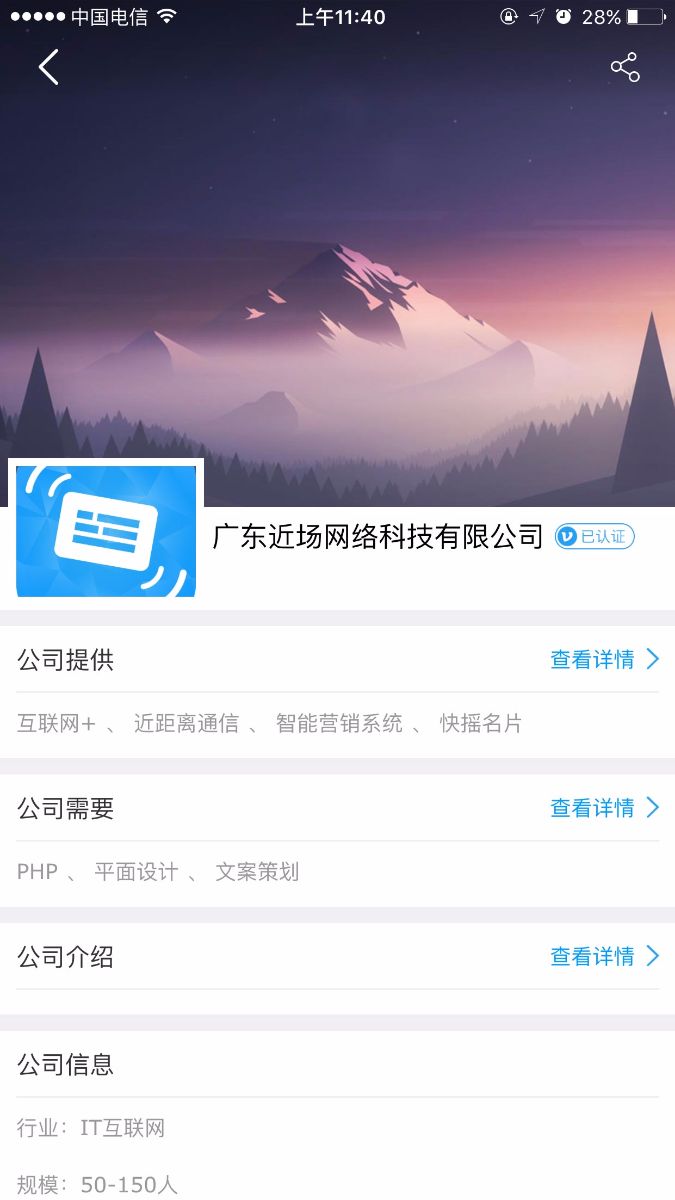 中国电信 上午11:40 28%
广东近场网络科技有限公司 已认证
公司提供 查看详情
互联网+ 、 近距离通信 、 智能营销系统 、 快摇名片
公司需要 查看详情
PHP 、 平面设计 、 文案策划
公司介绍 查看详情
公司信息
行业：IT互联网
规模：50-150人